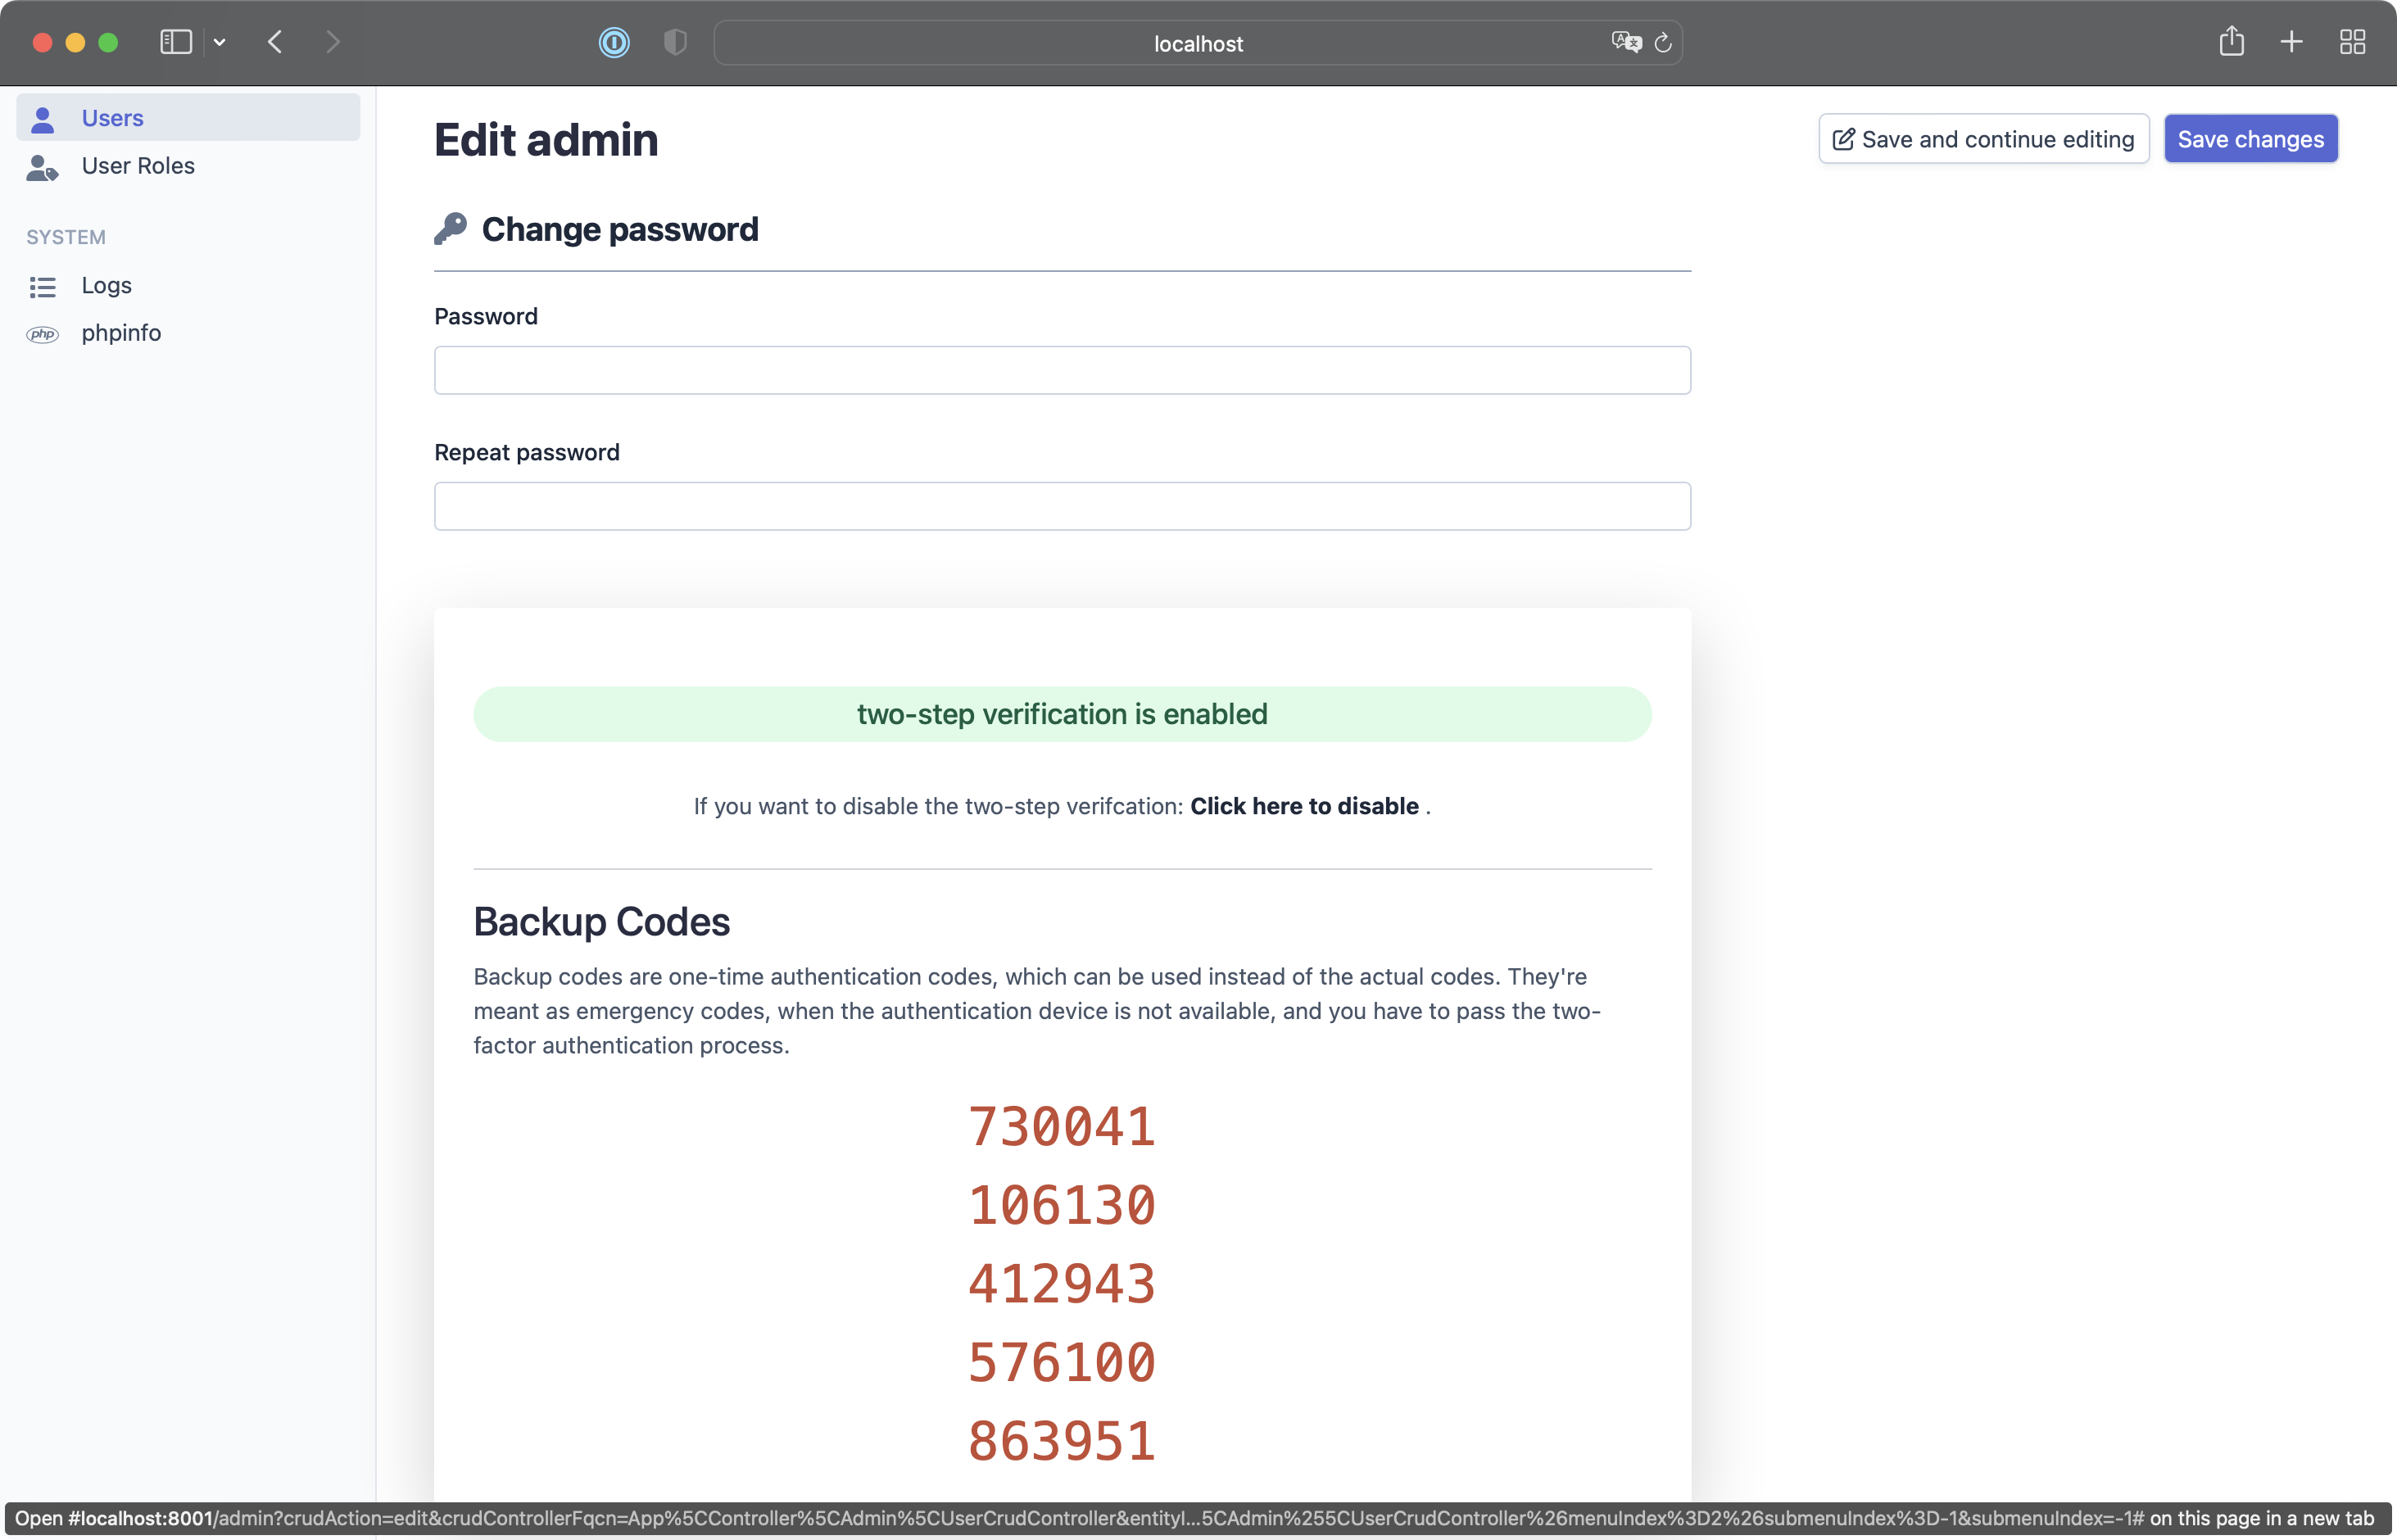 localhost
Users
User Roles
SYSTEM
Logs
php
phpinfo
Edit admin
Save and continue editing
Save changes
Change password
Password
Repeat password
two-step verification is enabled
If you want to disable the two-step verifcation: Click here to disable .
Backup Codes
Backup codes are one-time authentication codes, which can be used instead of the actual codes. They're
meant as emergency codes, when the authentication device is not available, and you have to pass the two-
factor authentication process.
730041
106130
412943
576100
863951
Open #localhost:8001/admin?crudAction=edit&crudControllerFqcn=App%5CController%5CAdmin%5CUserCrudController&entityI...5CAdmin%255CUserCrudController%26menuIndex%3D2%26submenuIndex%3D-1&submenuIndex=-1# on this page in a new tab